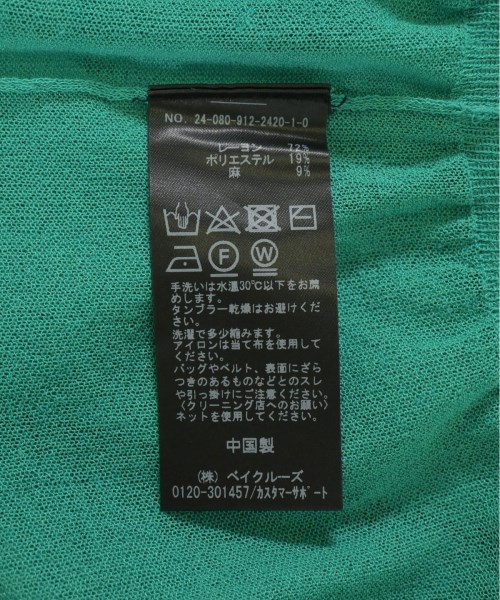 NO. 24-080-912-2420-1-0
レーヨン 72%
ポリエステル 19%
麻 9%
F W
手洗いは水温30℃以下をお薦
めします。
タンブラー乾燥はお避けくだ
さい。
洗濯で多少縮みます。
アイロンは当て布を使用して
ください。
バッグやベルト、表面にざら
つきのあるものなどとのスレ
や引っ掛けにご注意ください。
〈クリーニング店へのお願い〉
ネットを使用してください。
中国製
(株) ベイクルーズ
0120-301457/カスタマーサポート